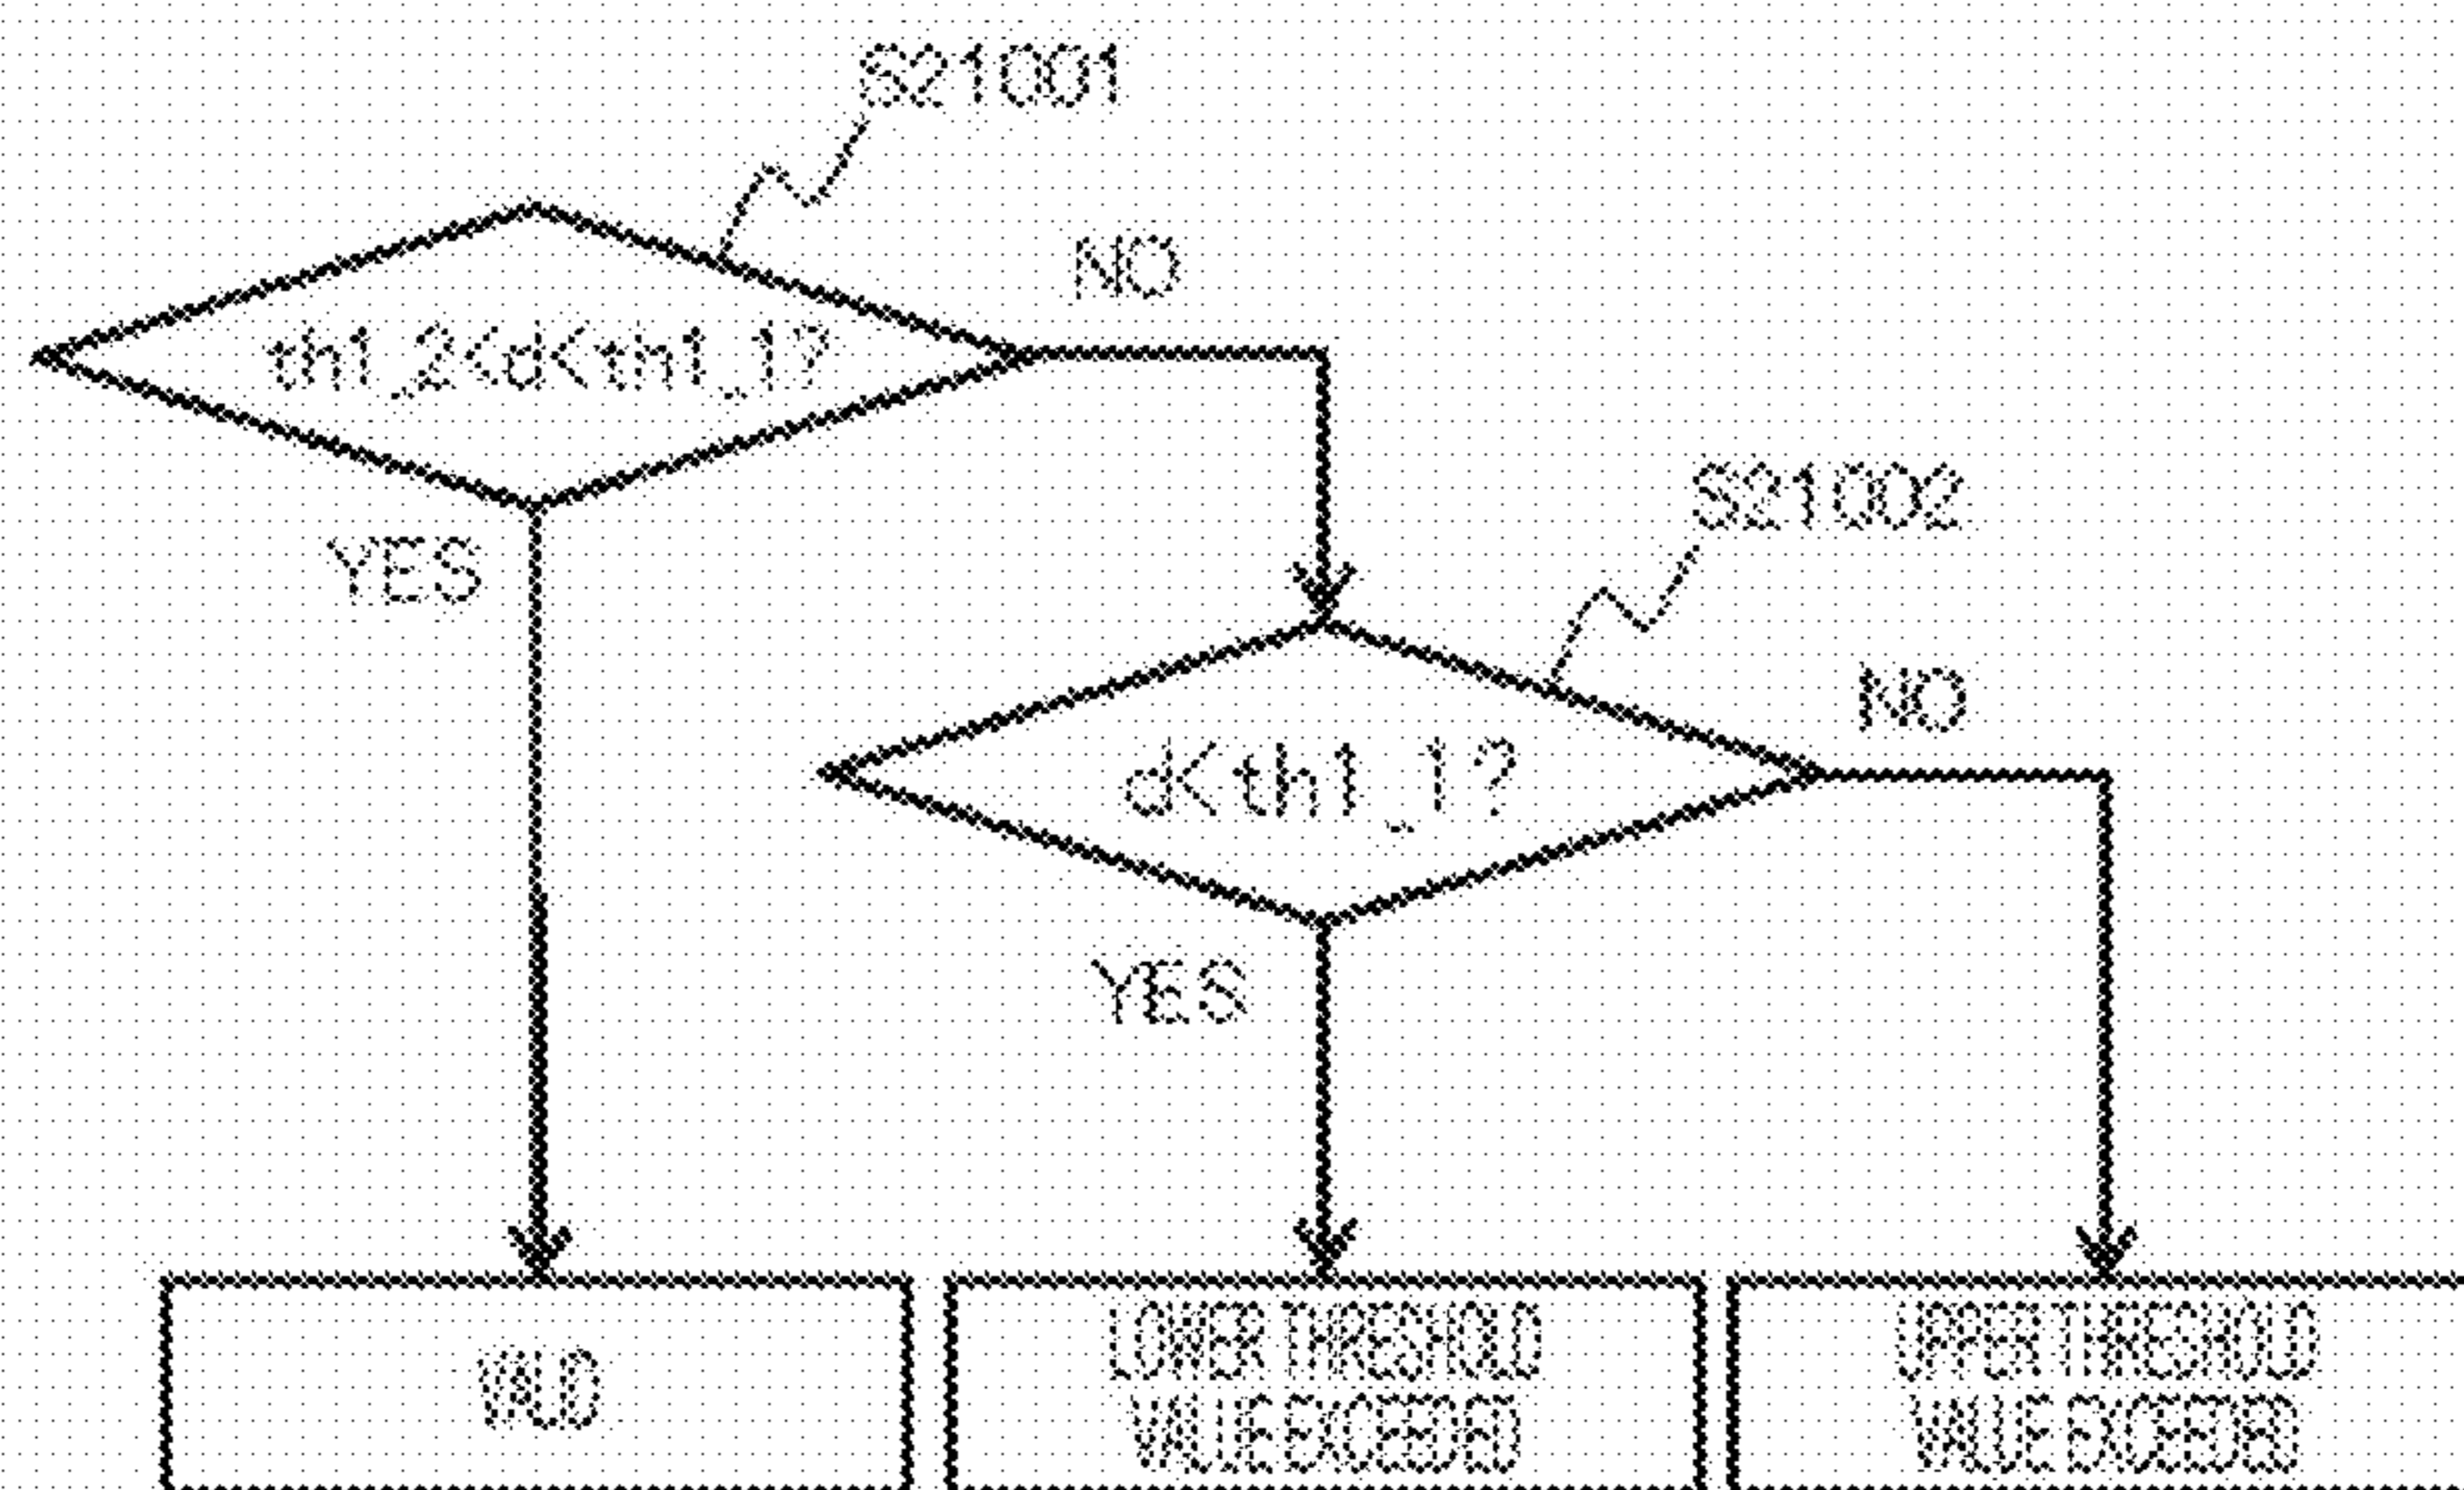 S21001
NO
th1_2<d<th1_1?
YES
S21002
NO
d<th1_1?
YES
VALID
LOWER THRESHOLD
VALUE EXCEEDED
UPPER THRESHOLD
VALUE EXCEEDED